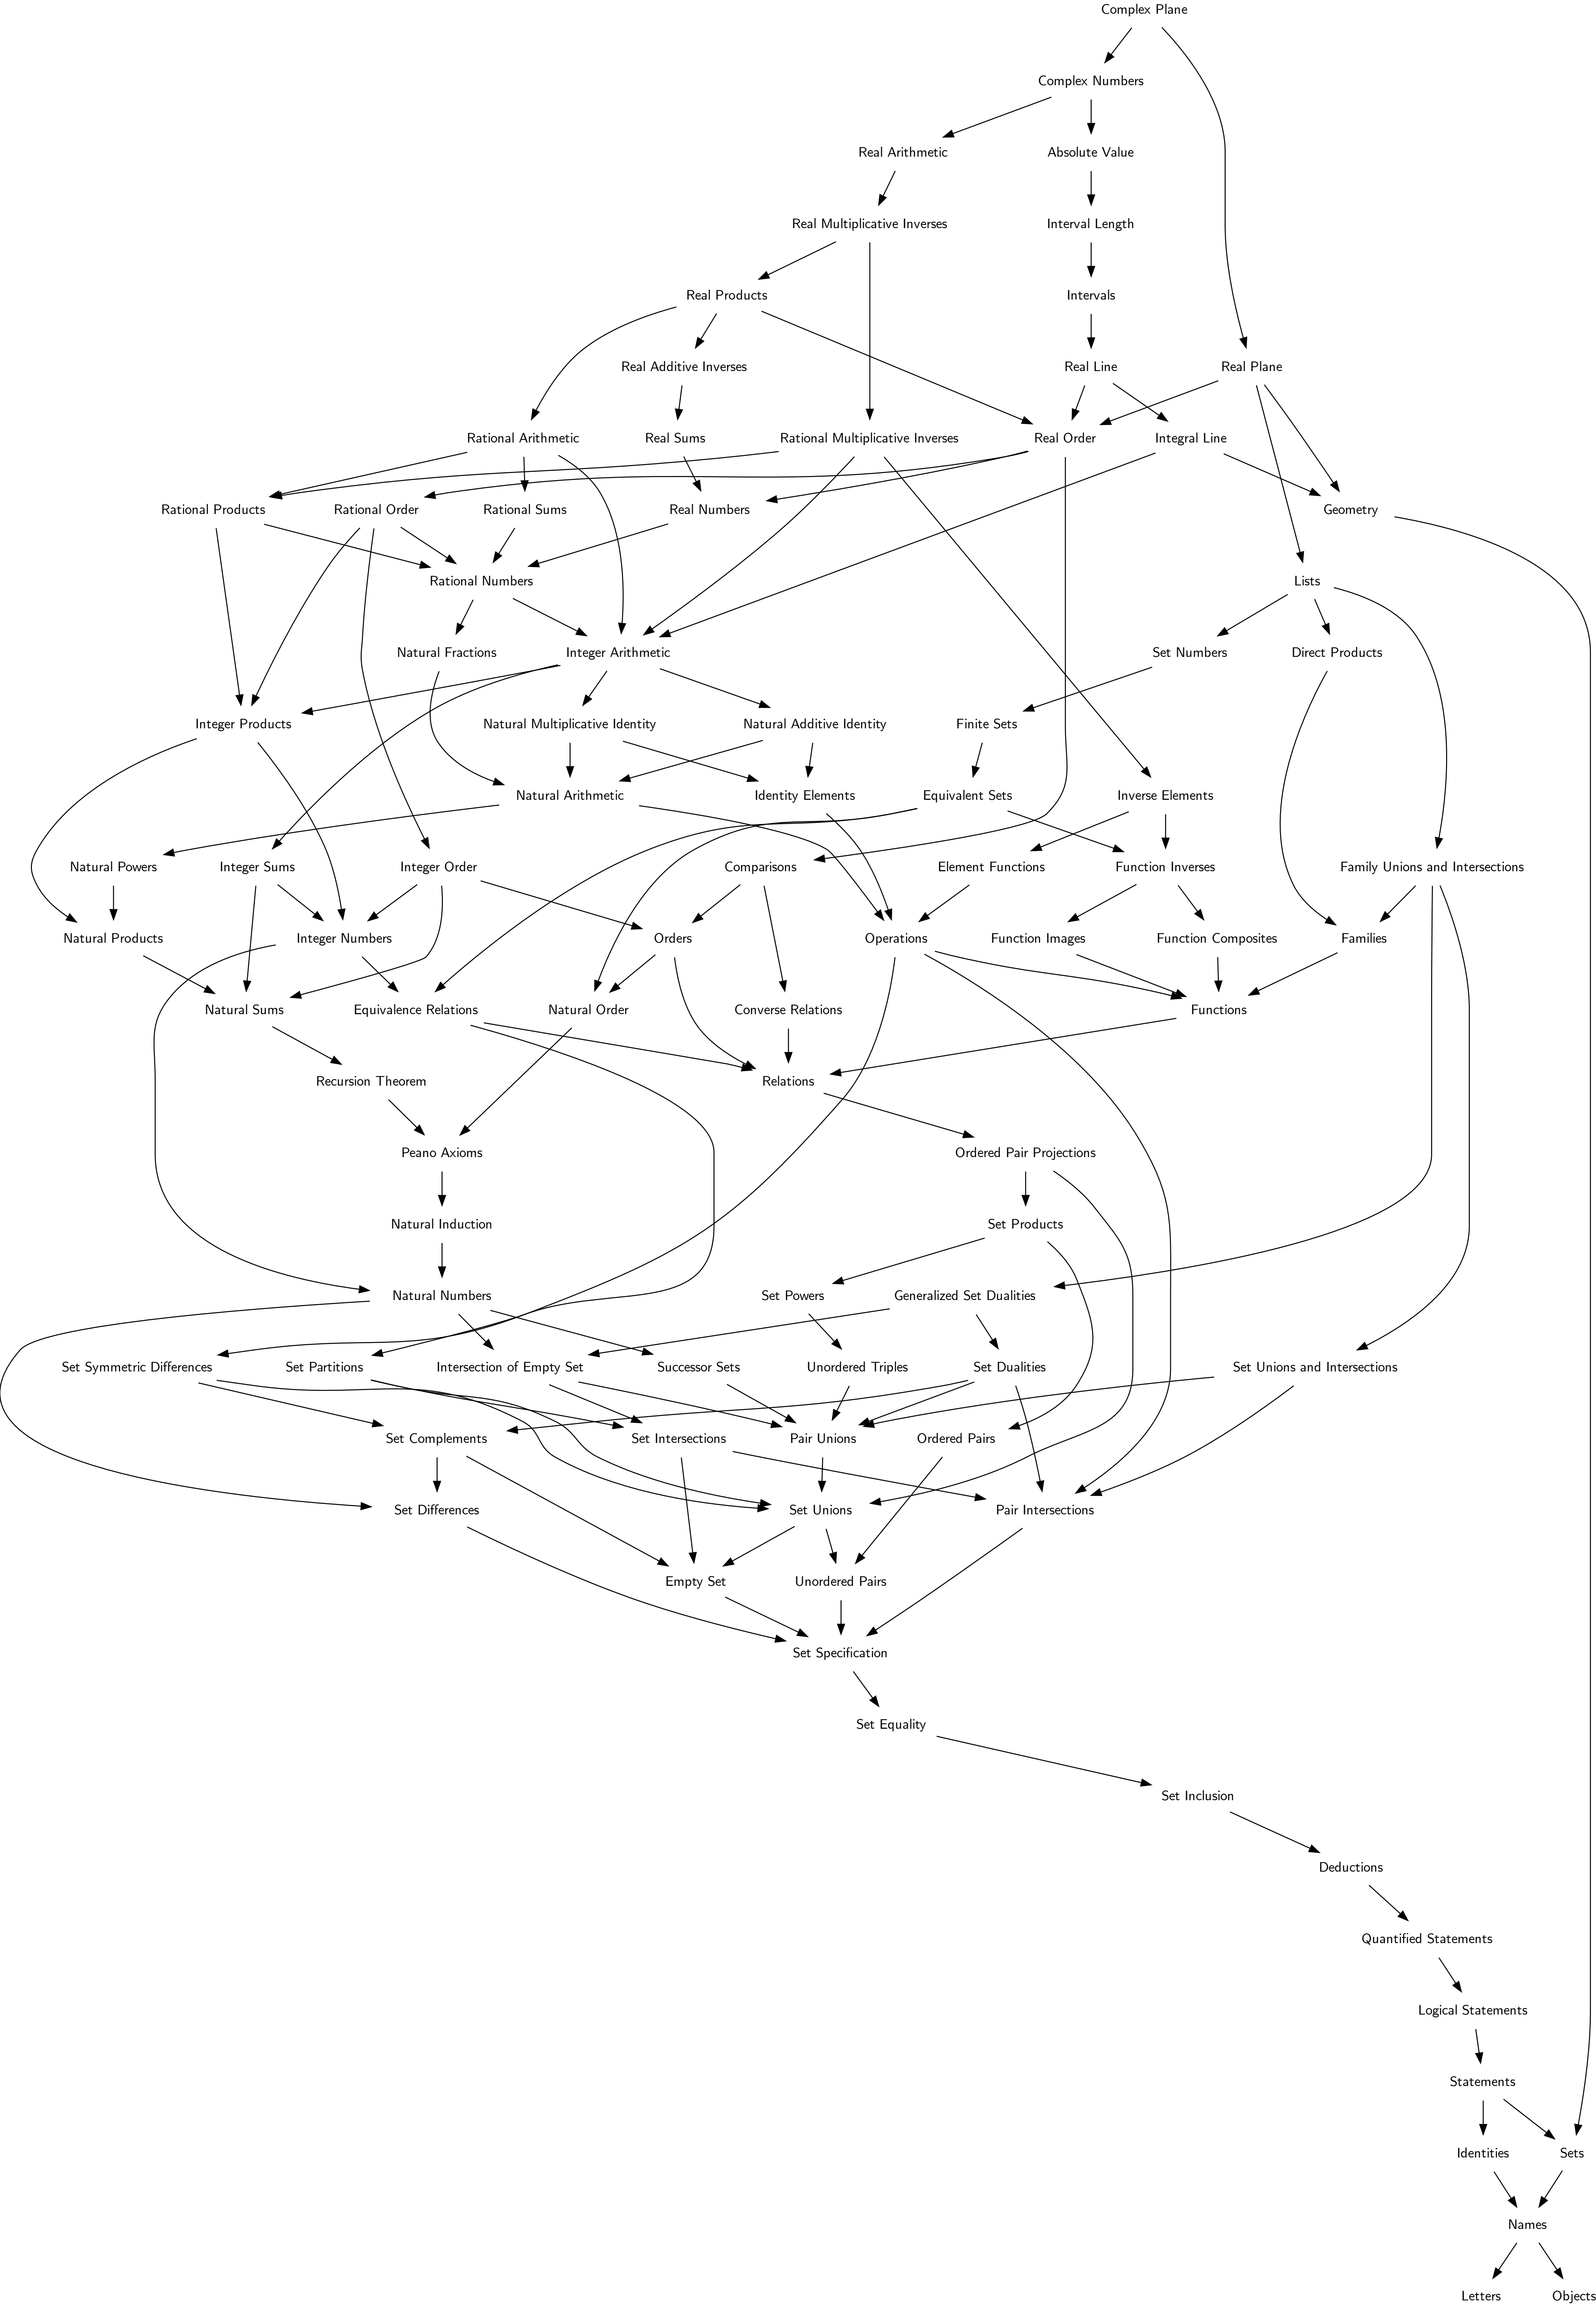 Complex Plane
Complex Numbers
Real Arithmetic
Absolute Value
Real Multiplicative Inverses
Interval Length
Real Products
Intervals
Real Additive Inverses
Real Line
Real Plane
Rational Arithmetic
Real Sums
Rational Multiplicative Inverses
Real Order
Integral Line
Rational Products
Rational Order
Rational Sums
Real Numbers
Geometry
Rational Numbers
Lists
Natural Fractions
Integer Arithmetic
Set Numbers
Direct Products
Integer Products
Natural Multiplicative Identity
Natural Additive Identity
Finite Sets
Natural Arithmetic
Identity Elements
Equivalent Sets
Inverse Elements
Natural Powers
Integer Sums
Integer Order
Comparisons
Element Functions
Function Inverses
Family Unions and Intersections
Natural Products
Integer Numbers
Orders
Operations
Function Images
Function Composites
Families
Natural Sums
Equivalence Relations
Natural Order
Converse Relations
Functions
Recursion Theorem
Relations
Peano Axioms
Ordered Pair Projections
Natural Induction
Set Products
Natural Numbers
Set Powers
Generalized Set Dualities
Set Symmetric Differences
Set Partitions
Intersection of Empty Set
Successor Sets
Unordered Triples
Set Dualities
Set Unions and Intersections
Set Complements
Set Intersections
Pair Unions
Ordered Pairs
Set Differences
Set Unions
Pair Intersections
Empty Set
Unordered Pairs
Set Specification
Set Equality
Set Inclusion
Deductions
Quantified Statements
Logical Statements
Statements
Identities
Sets
Names
Letters
Objects